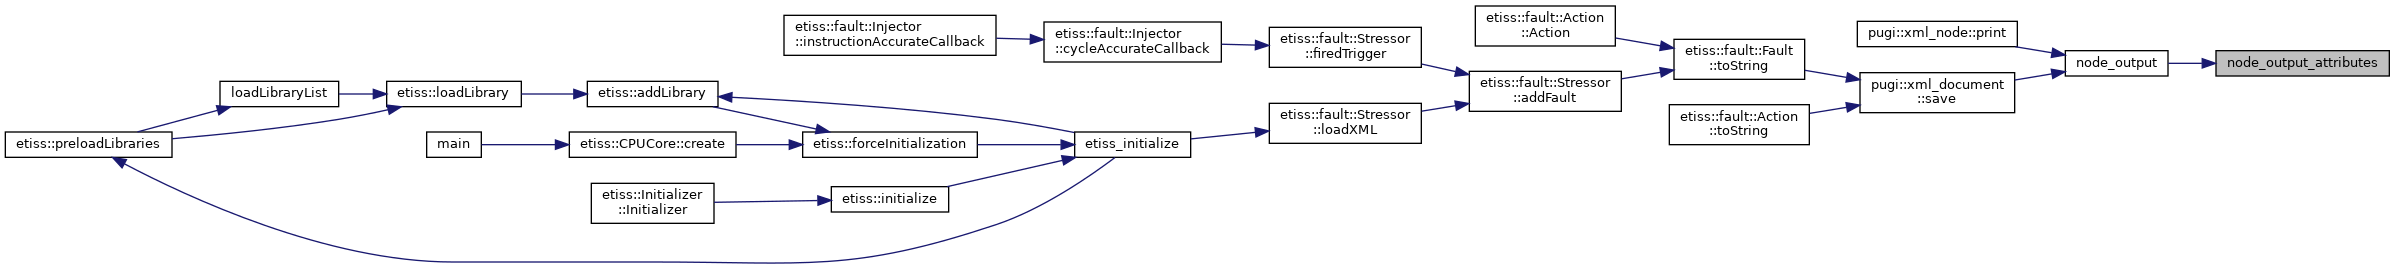 etiss::preloadLibraries
loadLibraryList
etiss::loadLibrary
main
etiss::addLibrary
etiss::CPUCore::create
etiss::Initializer
::Initializer
etiss::fault::Injector
::instructionAccurateCallback
etiss::forceInitialization
etiss::initialize
etiss::fault::Injector
::cycleAccurateCallback
etiss_initialize
etiss::fault::Stressor
::firedTrigger
etiss::fault::Stressor
::loadXML
etiss::fault::Action
::Action
etiss::fault::Stressor
::addFault
etiss::fault::Fault
::toString
etiss::fault::Action
::toString
pugi::xml_node::print
pugi::xml_document
::save
node_output
node_output_attributes